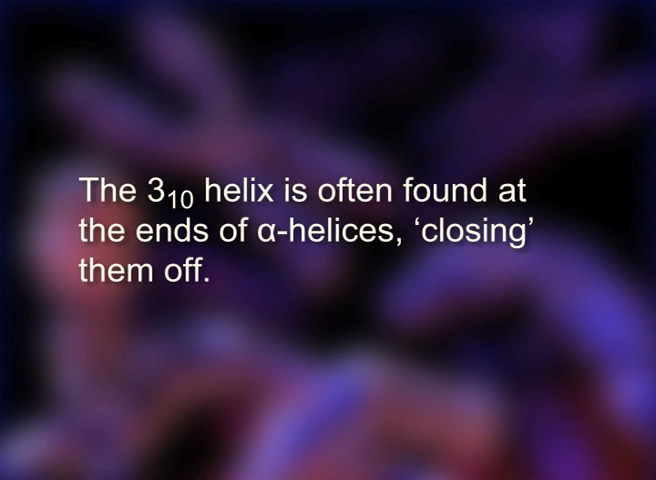 The 3₁₀ helix is often found at
the ends of α-helices, ‘closing’
them off.